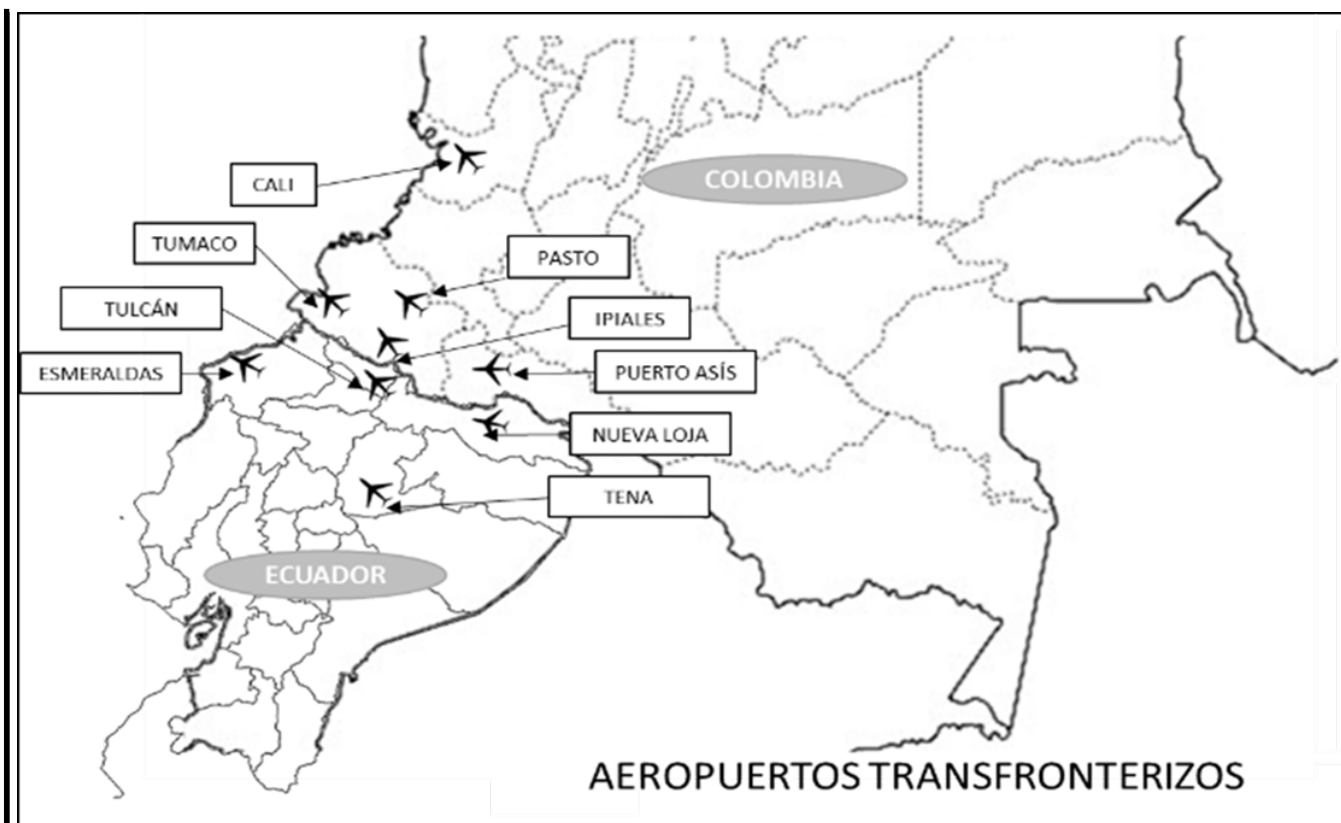 COLOMBIA
CALI
TUMACO
PASTO
TULCÁN
IPIALES
ESMERALDAS
PUERTO ASÍS
NUEVA LOJA
TENA
ECUADOR
AEROPUERTOS TRANSFRONTERIZOS